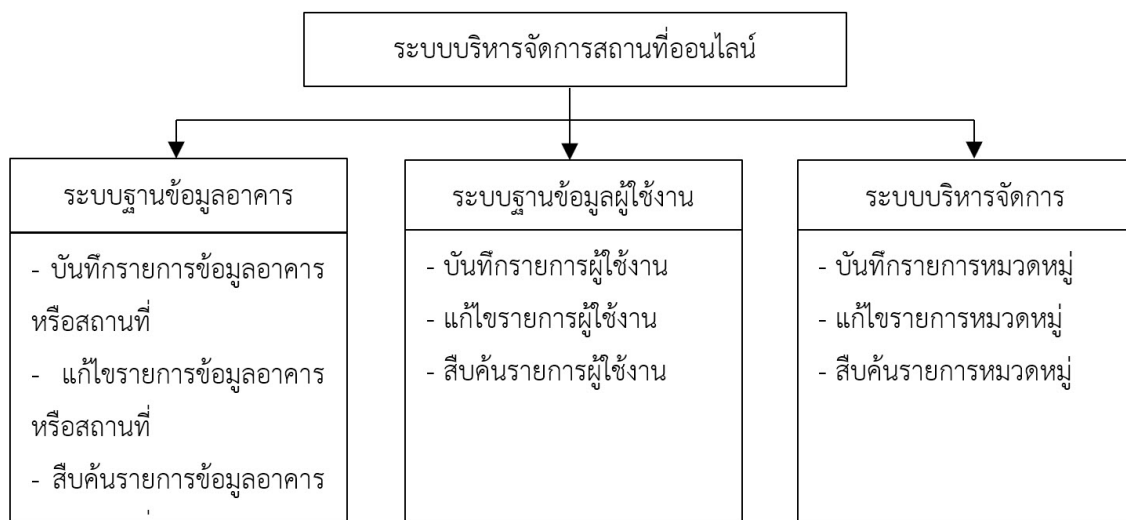 ระบบบริหารจัดการสถานที่ออนไลน์
ระบบฐานข้อมูลอาคาร
- บันทึกรายการข้อมูลอาคาร
หรือสถานที่
- แก้ไขรายการข้อมูลอาคาร
หรือสถานที่
- สืบค้นรายการข้อมูลอาคาร
ระบบฐานข้อมูลผู้ใช้งาน
- บันทึกรายการผู้ใช้งาน
- แก้ไขรายการผู้ใช้งาน
- สืบค้นรายการผู้ใช้งาน
ระบบบริหารจัดการ
- บันทึกรายการหมวดหมู่
- แก้ไขรายการหมวดหมู่
- สืบค้นรายการหมวดหมู่